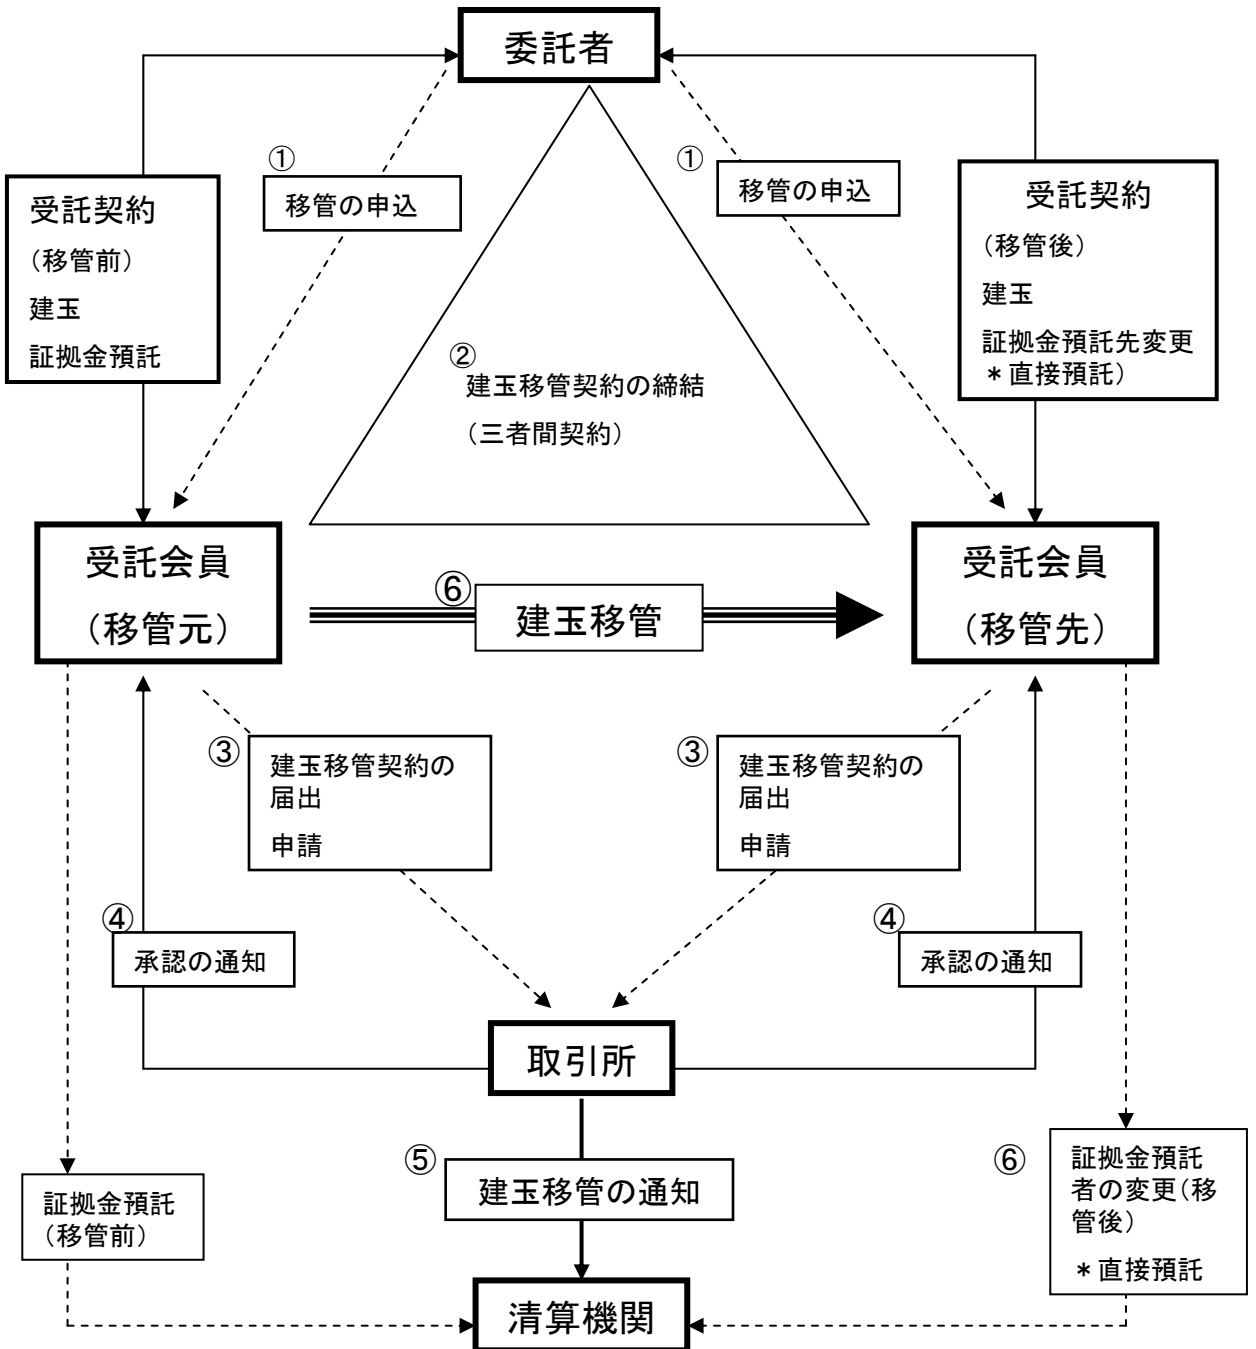 委託者
①
移管の申込
①
移管の申込
受託契約
(移管前)
建玉
証拠金預託
受託契約
(移管後)
建玉
証拠金預託先変更
*直接預託)
②
建玉移管契約の締結
(三者間契約)
受託会員
(移管元)
⑥
建玉移管
受託会員
(移管先)
③
建玉移管契約の
届出
申請
③
建玉移管契約の
届出
申請
④
承認の通知
④
承認の通知
取引所
⑤
建玉移管の通知
証拠金預託
(移管前)
⑥
証拠金預託
者の変更(移
管後)
*直接預託
清算機関